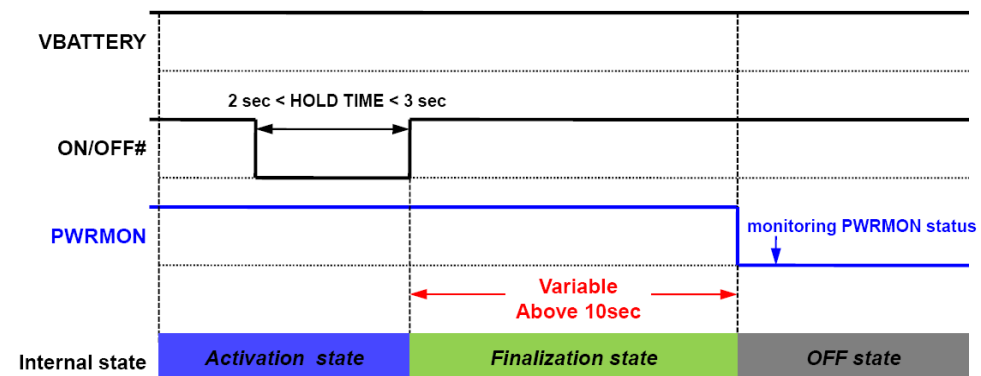 VBATTERY
2 sec < HOLD TIME < 3 sec
ON/OFF#
PWRMON
monitoring PWRMON status
Variable
Above 10sec
Internal state
Activation state
Finalization state
OFF state